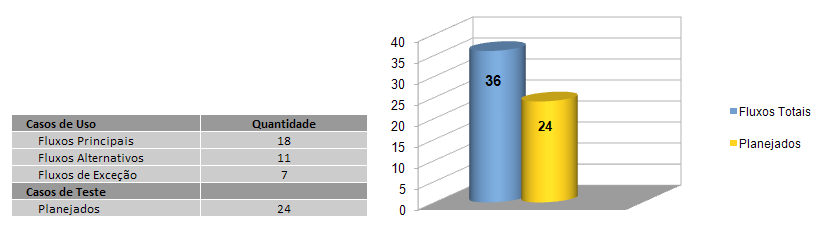 Casos de Uso Quantidade
Fluxos Principais 18
Fluxos Alternativos 11
Fluxos de Exceção 7
Casos de Teste
Planejados 24
40
35
30
25
20
15
10
5
0
36
24
Fluxos Totais
Planejados